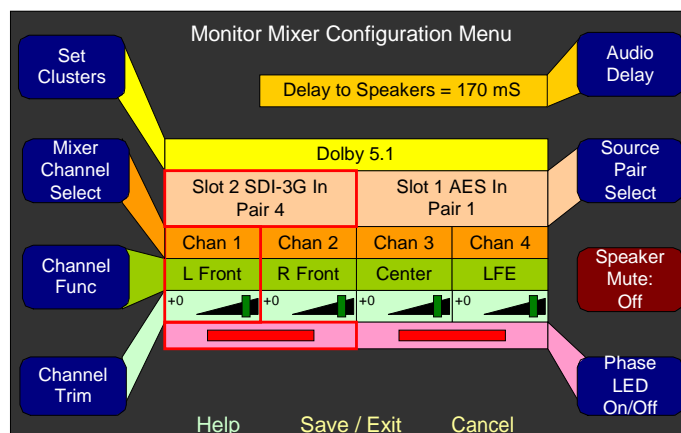 Monitor Mixer Configuration Menu
Set
Clusters
Audio
Delay
Delay to Speakers = 170 mS
Mixer
Channel
Select
Dolby 5.1
Source
Pair
Select
Slot 2 SDI-3G In
Pair 4
Slot 1 AES In
Pair 1
Chan 1
Chan 2
Chan 3
Chan 4
Channel
Func
L Front
R Front
Center
LFE
Speaker
Mute:
Off
+0
+0
+0
+0
Channel
Trim
Phase
LED
On/Off
Help
Save / Exit
Cancel